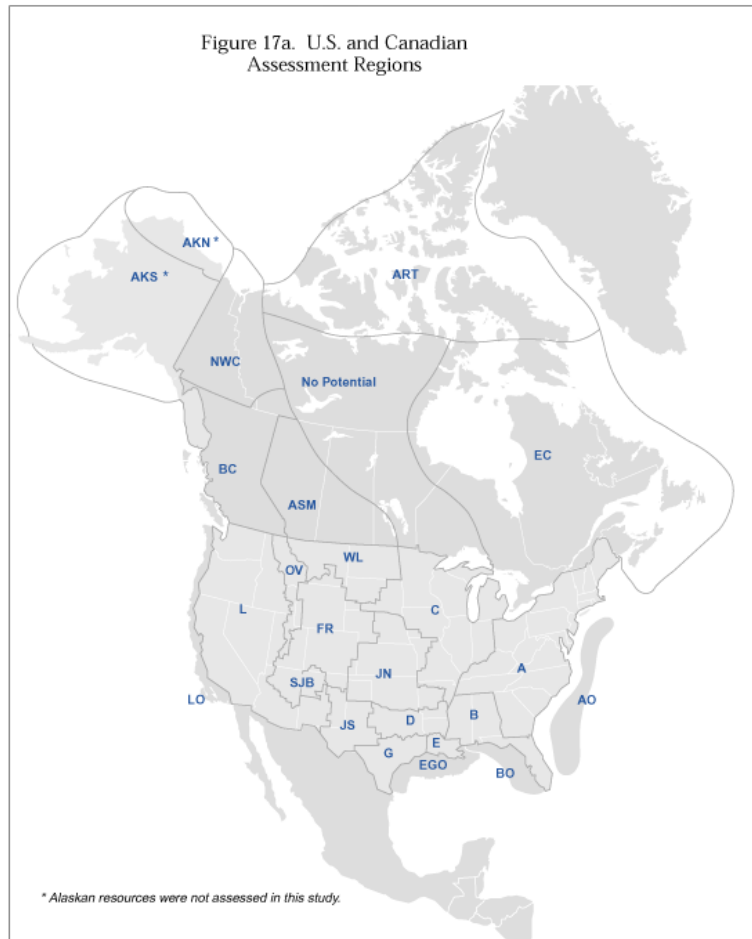 Figure 17a. U.S. and Canadian
Assessment Regions
AKN *
AKS *
ART
NWC
No Potential
BC
EC
ASM
WL
OV
L
C
FR
A
JN
SJB
LO
AO
JS
D
B
E
G
EGO
BO
* Alaskan resources were not assessed in this study.